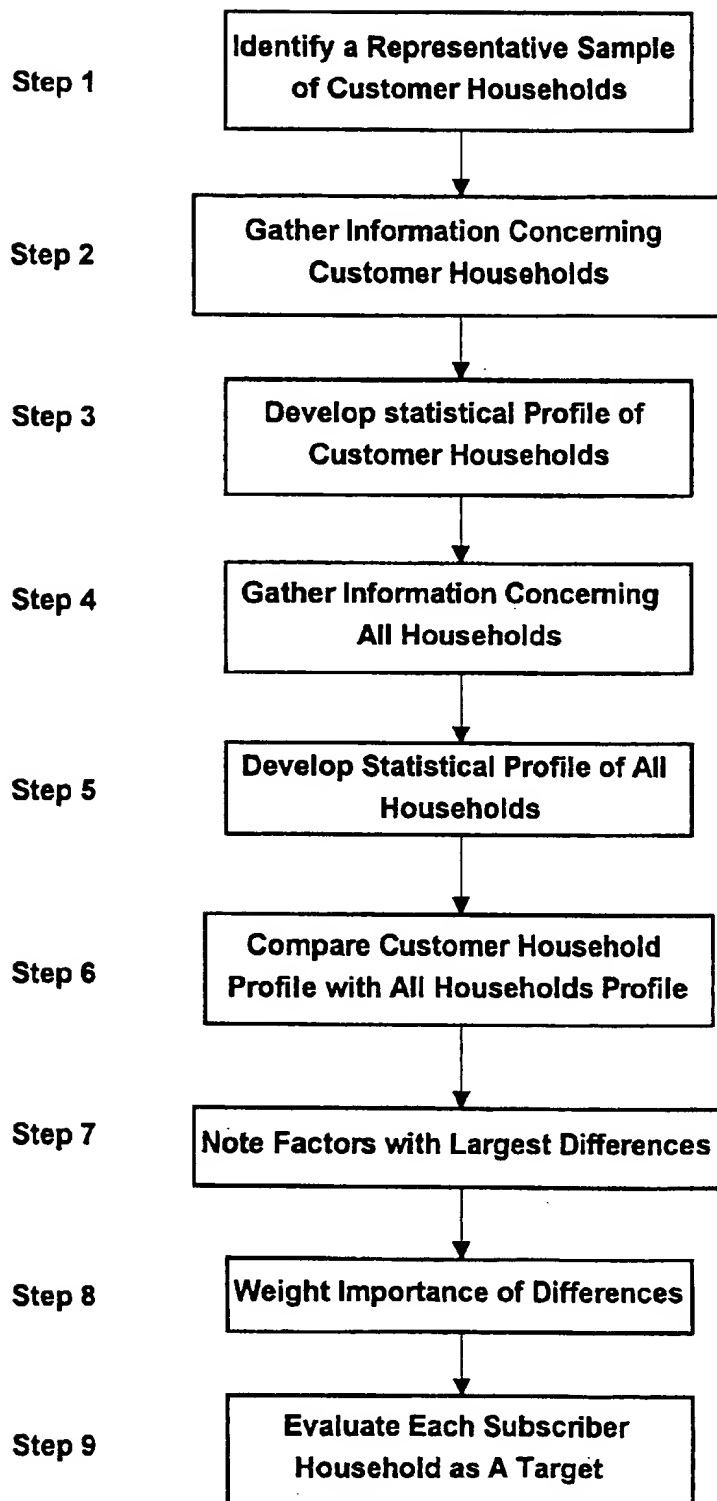 Step 1
Identify a Representative Sample
of Customer Households
Step 2
Gather Information Concerning
Customer Households
Step 3
Develop statistical Profile of
Customer Households
Step 4
Gather Information Concerning
All Households
Step 5
Develop Statistical Profile of All
Households
Step 6
Compare Customer Household
Profile with All Households Profile
Step 7
Note Factors with Largest Differences
Step 8
Weight Importance of Differences
Step 9
Evaluate Each Subscriber
Household as A Target